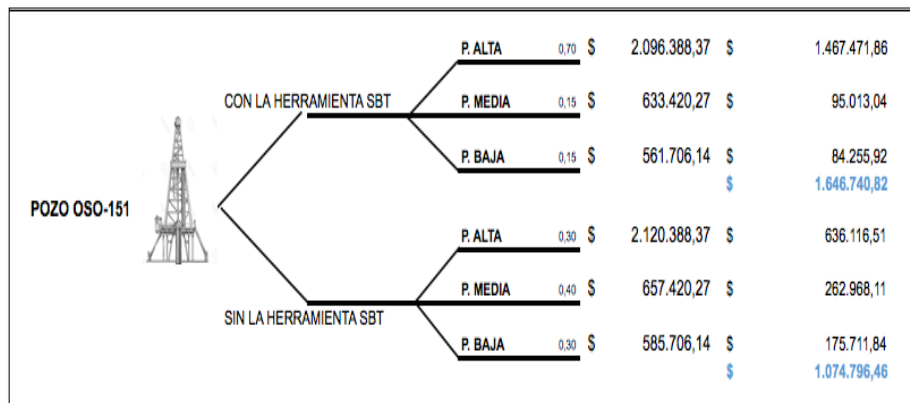 P. ALTA 0,70 $ 2.096.388,37 $ 1.467.471,86
CON LA HERRAMIENTA SBT P. MEDIA 0,15 $ 633.420,27 $ 95.013,04
P. BAJA 0,15 $ 561.706,14 $ 84.255,92
$ 1.646.740,82
POZO OSO-151
P. ALTA 0,30 $ 2.120.388,37 $ 636.116,51
P. MEDIA 0,40 $ 657.420,27 $ 262.968,11
SIN LA HERRAMIENTA SBT
P. BAJA 0,30 $ 585.706,14 $ 175.711,84
$ 1.074.796,46